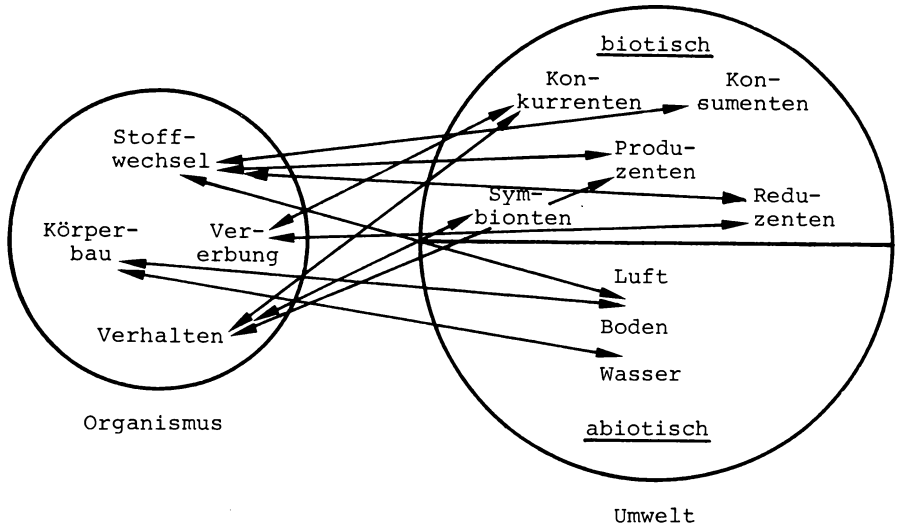 biotisch
Kon-
kurrenten
Kon-
sumenten
Stoff-
wechsel
Produ-
zenten
Sym-
bionten
Redu-
zenten
Körper-
bau
Ver-
erbung
Luft
Boden
Verhalten
Wasser
Organismus
abiotisch
Umwelt